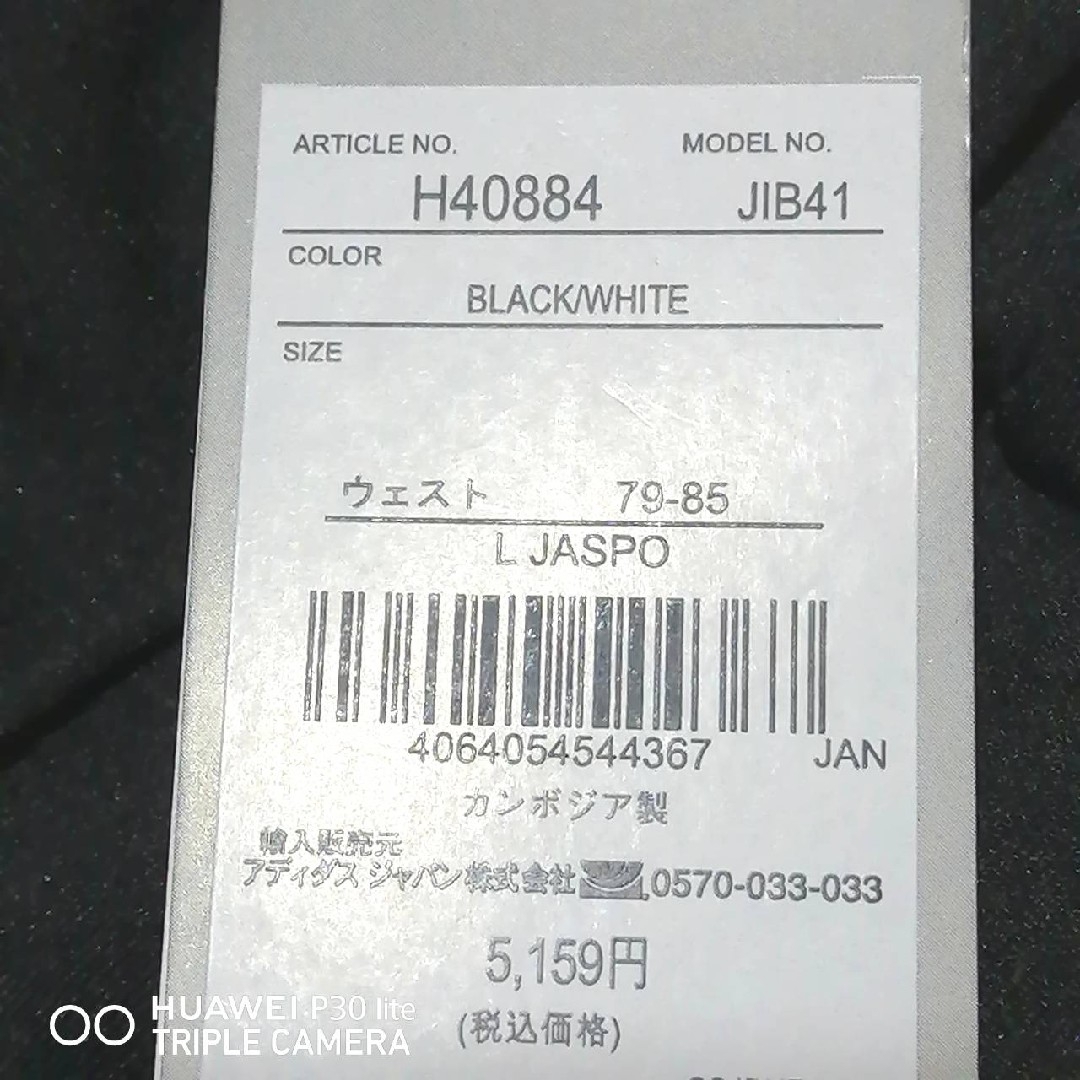 ARTICLE NO. MODEL NO.
H40884 JIB41
COLOR
BLACK/WHITE
SIZE
ウェスト 79-85
L JASPO
4064054544367 JAN
カンボジア製
輸入販売元
アディダス ジャパン株式会社 0570-033-033
5,159円
(税込価格)
HUAWEI P30 lite
TRIPLE CAMERA